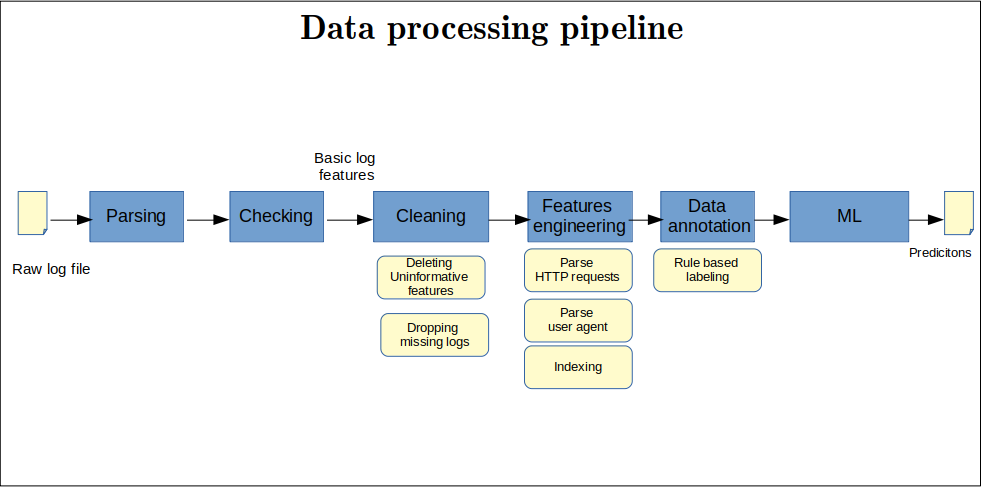 Data processing pipeline
Basic log
features
Parsing
Checking
Cleaning
Features
engineering
Data
annotation
ML
Raw log file
Predicitons
Deleting
Uninformative
features
Dropping
missing logs
Parse
HTTP requests
Parse
user agent
Indexing
Rule based
labeling